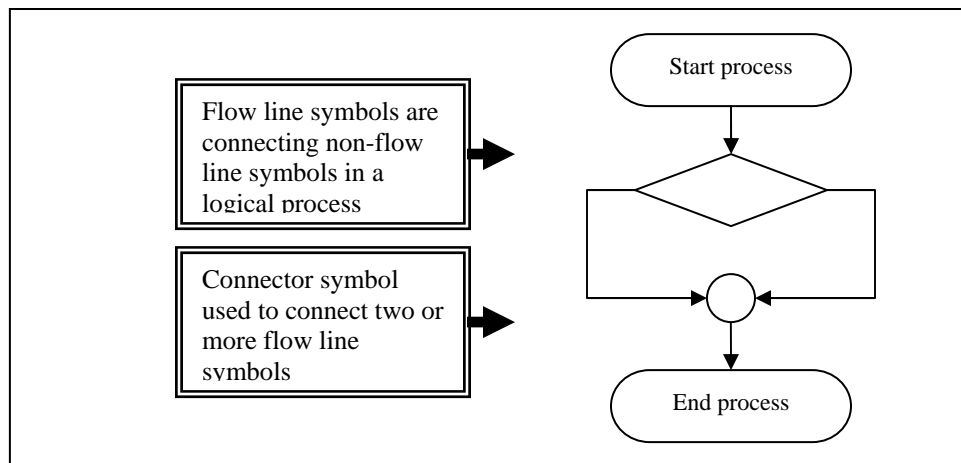 Start process
Flow line symbols are
connecting non-flow
line symbols in a
logical process
Connector symbol
used to connect two or
more flow line
symbols
End process